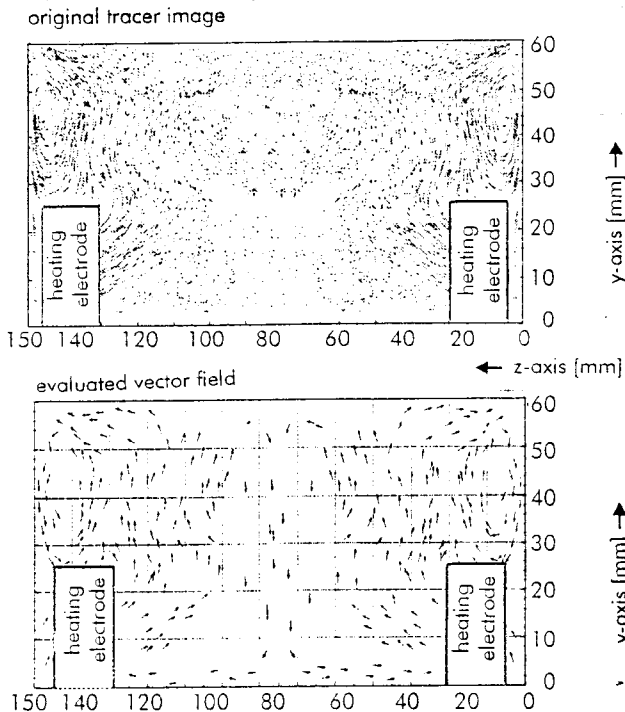 original tracer image
60
50
40
30
20
10
0
heating
electrode
heating
electrode
y-axis [mm]
150 140 120 100 80 60 40 20 0
z-axis [mm]
evaluated vector field
60
50
40
30
20
10
0
heating
electrode
heating
electrode
y-axis [mm]
150 140 120 100 80 60 40 20 0